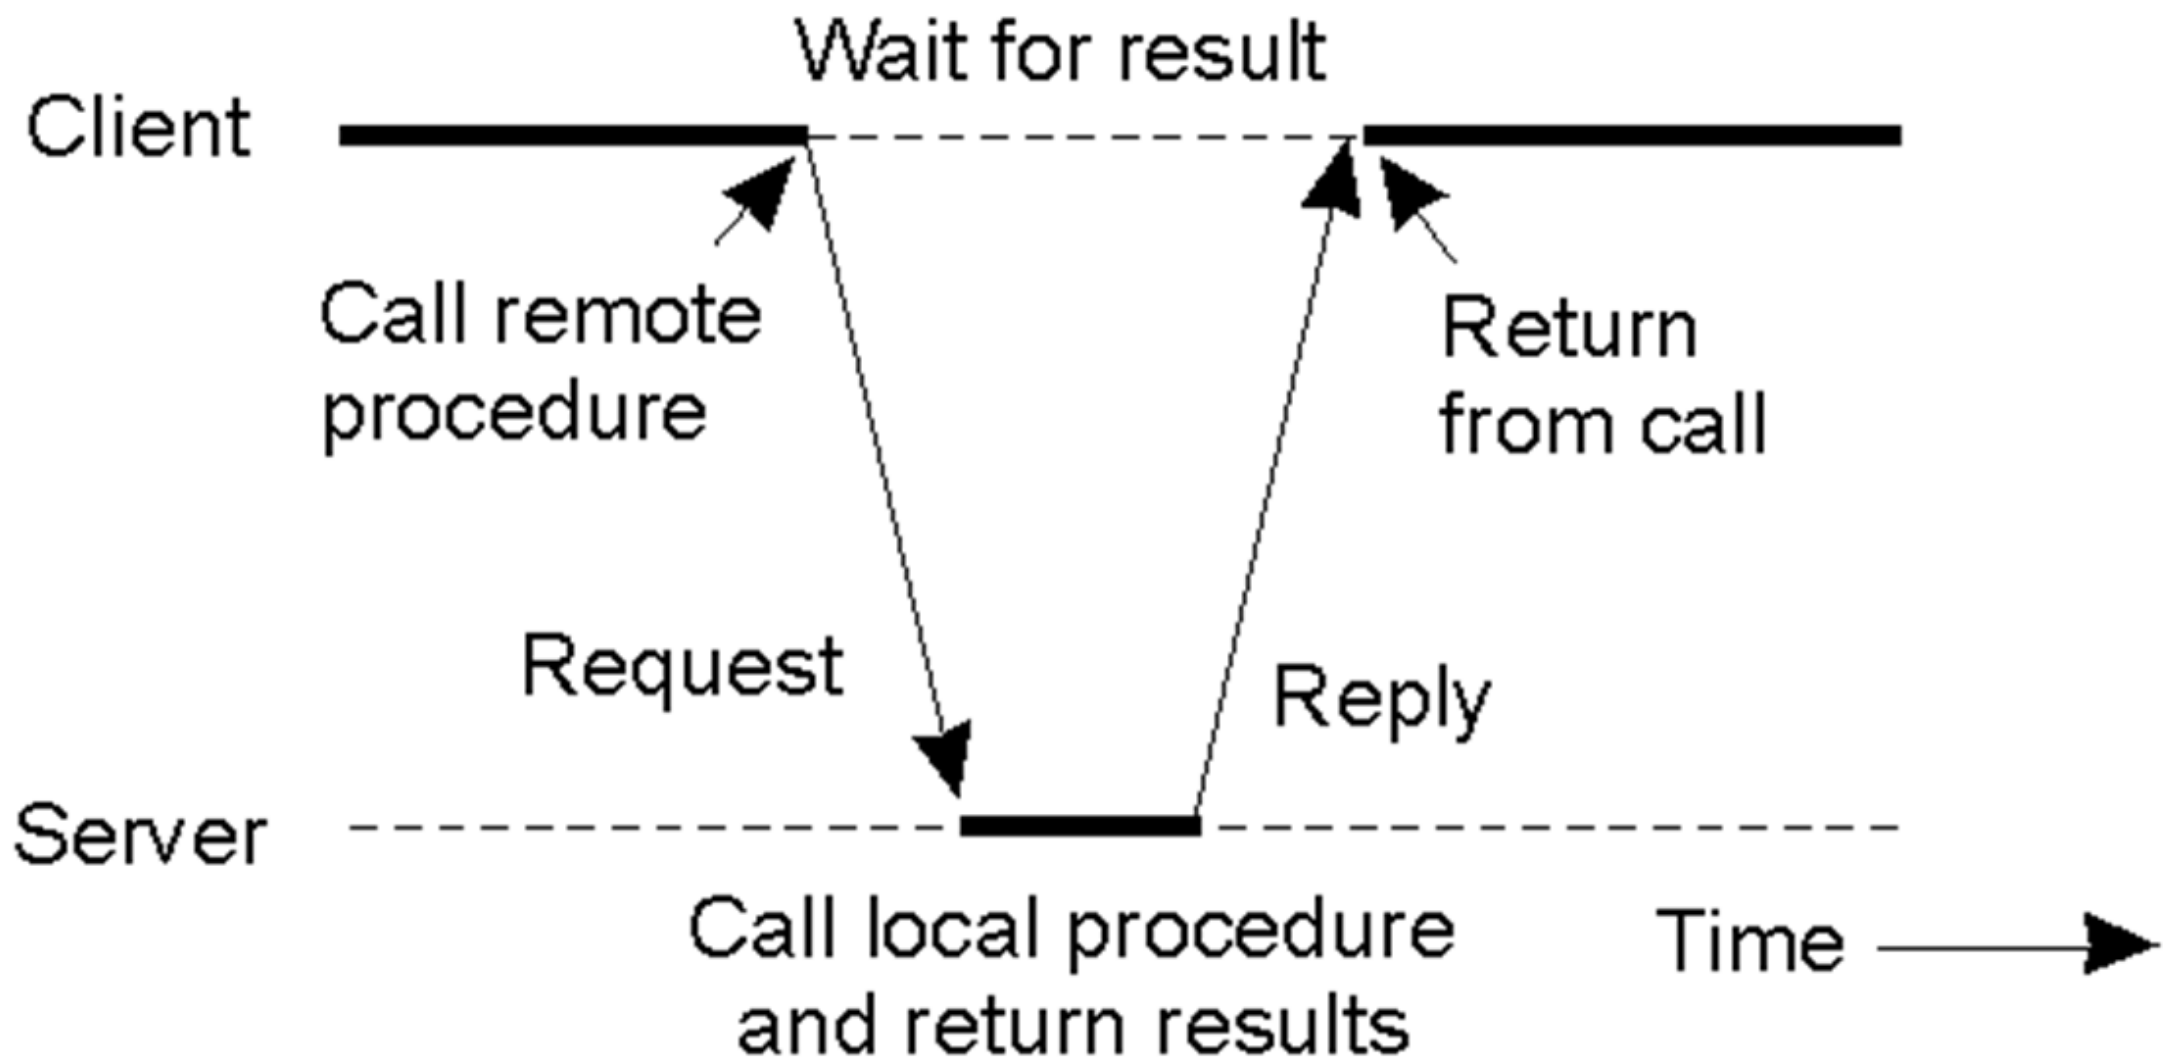 Wait for result
Client
Call remote
procedure
Return
from call
Request
Reply
Server
Call local procedure
and return results
Time